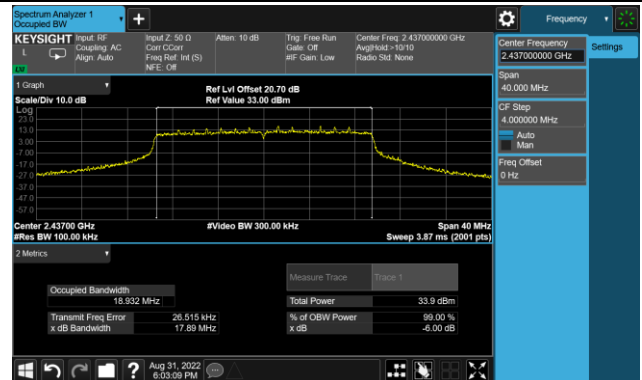 Spectrum Analyzer 1
Occupied BW
Frequency
KEYSIGHT
L
Input: RF
Coupling: AC
Align: Auto
Input Z: 50 Ω
Corr CCorr
Freq Ref: Int (S)
NFE: Off
Atten: 10 dB
Trig: Free Run
Gate: Off
#IF Gain: Low
Center Freq: 2.437000000 GHz
Avg|Hold:>10/10
Radio Std: None
Center Frequency
2.437000000 GHz
Settings
Span
40.000 MHz
CF Step
4.000000 MHz
Auto
Man
Freq Offset
0 Hz
1 Graph
Scale/Div 10.0 dB
Ref Lvl Offset 20.70 dB
Ref Value 33.00 dBm
Log
23.0
13.0
3.00
-7.00
-17.0
-27.0
-37.0
-47.0
-57.0
Center 2.43700 GHz
#Res BW 100.00 kHz
#Video BW 300.00 kHz
Span 40 MHz
Sweep 3.87 ms (2001 pts)
2 Metrics
Measure Trace
Trace 1
Occupied Bandwidth
18.932 MHz
Total Power
33.9 dBm
Transmit Freq Error
26.515 kHz
% of OBW Power
99.00 %
x dB Bandwidth
17.89 MHz
x dB
-6.00 dB
?
Aug 31, 2022
6:03:09 PM